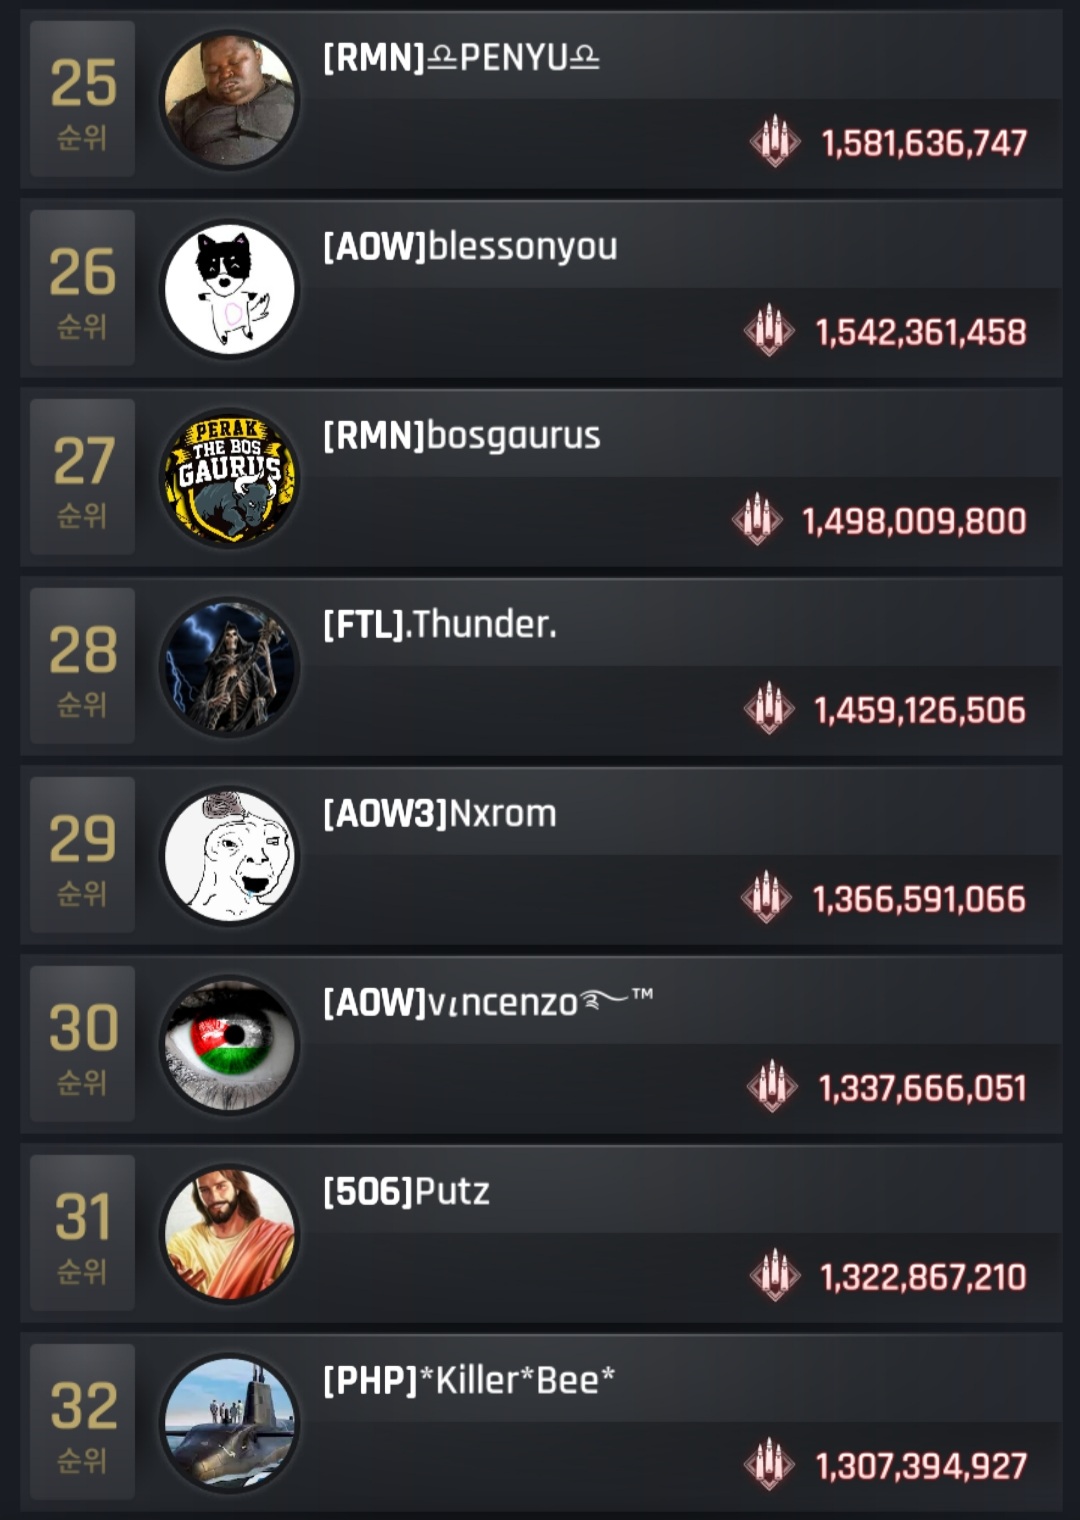 25
순위
[RMN]♎PENYU♎
1,581,636,747
26
순위
[AOW]blessonyou
1,542,361,458
27
순위
PERAK
THE BOS
GAURUS
[RMN]bosgaurus
1,498,009,800
28
순위
[FTL].Thunder.
1,459,126,506
29
순위
[AOW3]Nxrom
1,366,591,066
30
순위
[AOW]vɩncenzo࿐™
1,337,666,051
31
순위
[506]Putz
1,322,867,210
32
순위
[PHP]*Killer*Bee*
1,307,394,927